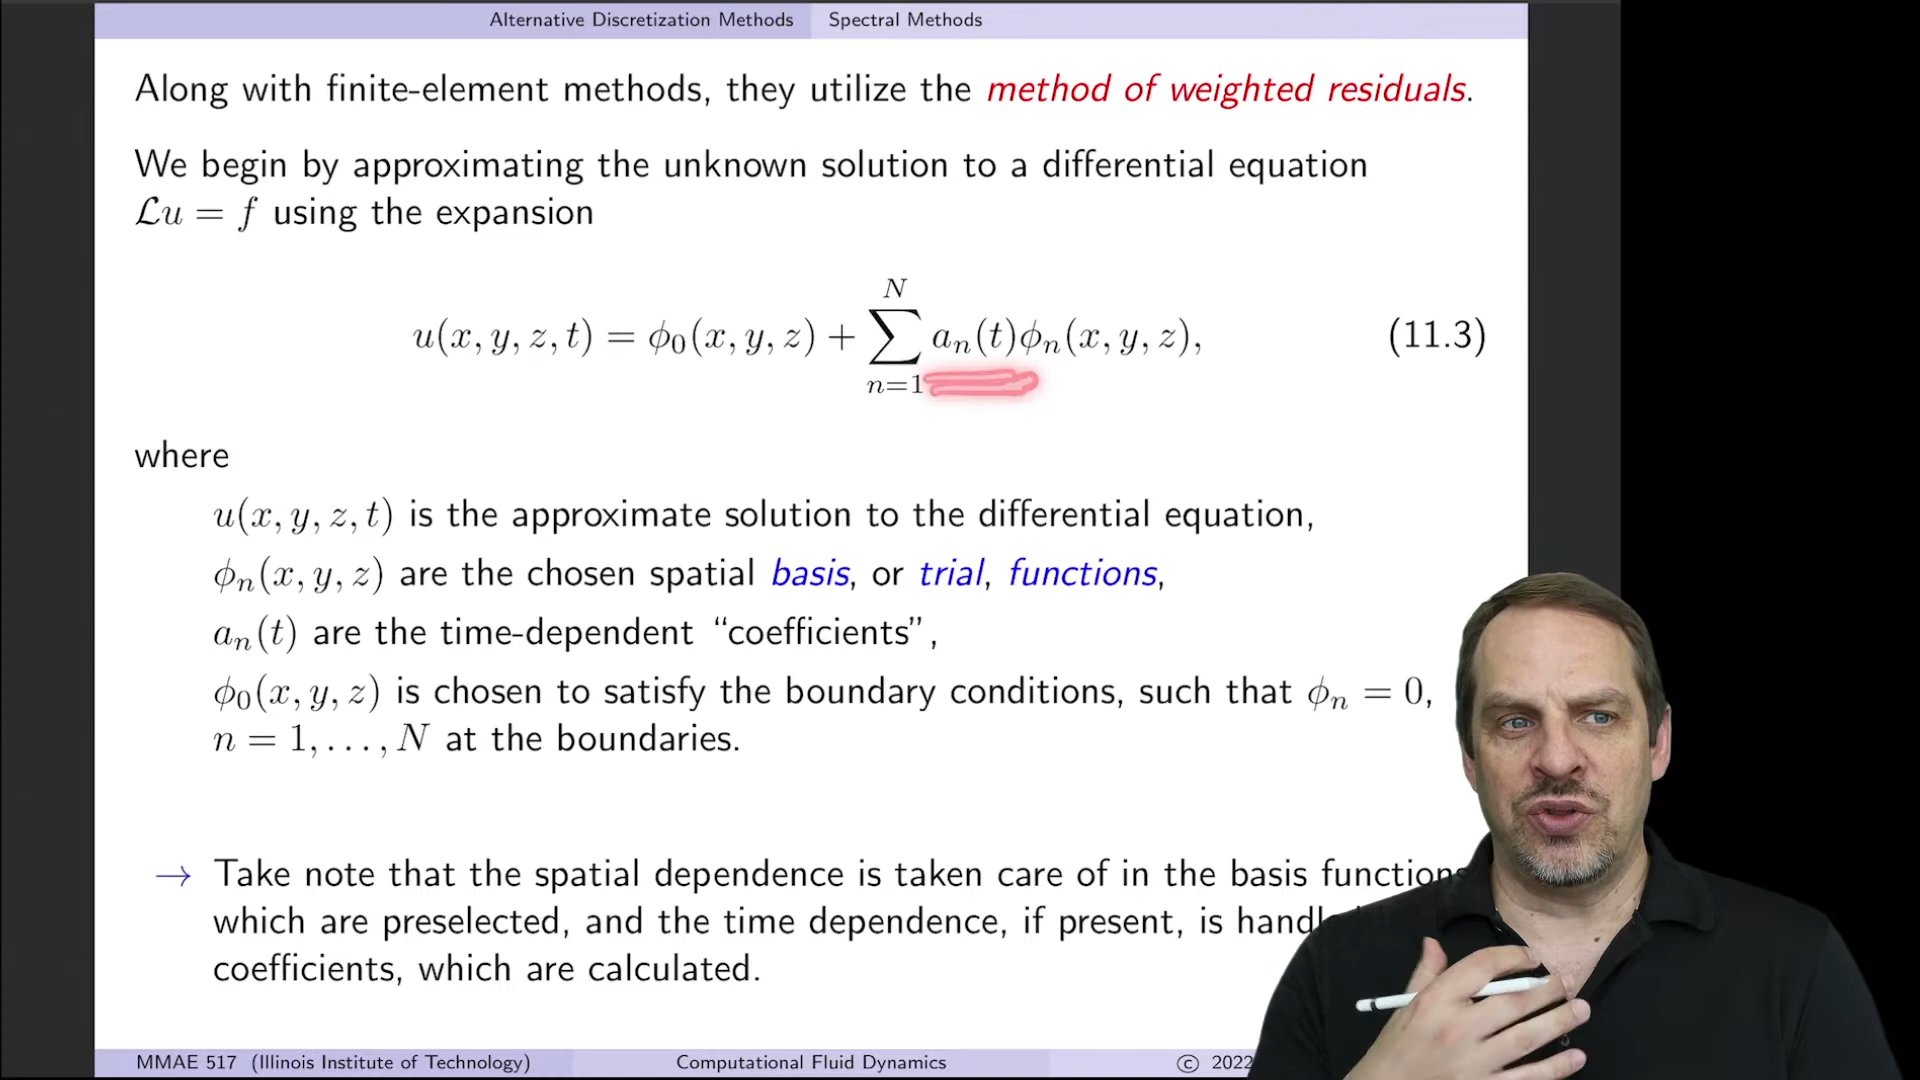 Alternative Discretization Methods Spectral Methods
Along with finite-element methods, they utilize the method of weighted residuals.
We begin by approximating the unknown solution to a differential equation
ℒu = f using the expansion
u(x, y, z, t) = ϕ₀(x, y, z) + ∑_{n=1}^{N} aₙ(t)ϕₙ(x, y, z), (11.3)
where
u(x, y, z, t) is the approximate solution to the differential equation,
ϕₙ(x, y, z) are the chosen spatial basis, or trial, functions,
aₙ(t) are the time-dependent “coefficients”,
ϕ₀(x, y, z) is chosen to satisfy the boundary conditions, such that ϕₙ = 0,
n = 1, . . . , N at the boundaries.
→ Take note that the spatial dependence is taken care of in the basis functions
which are preselected, and the time dependence, if present, is
coefficients, which are calculated.
MMAE 517 (Illinois Institute of Technology) Computational Fluid Dynamics © 2022